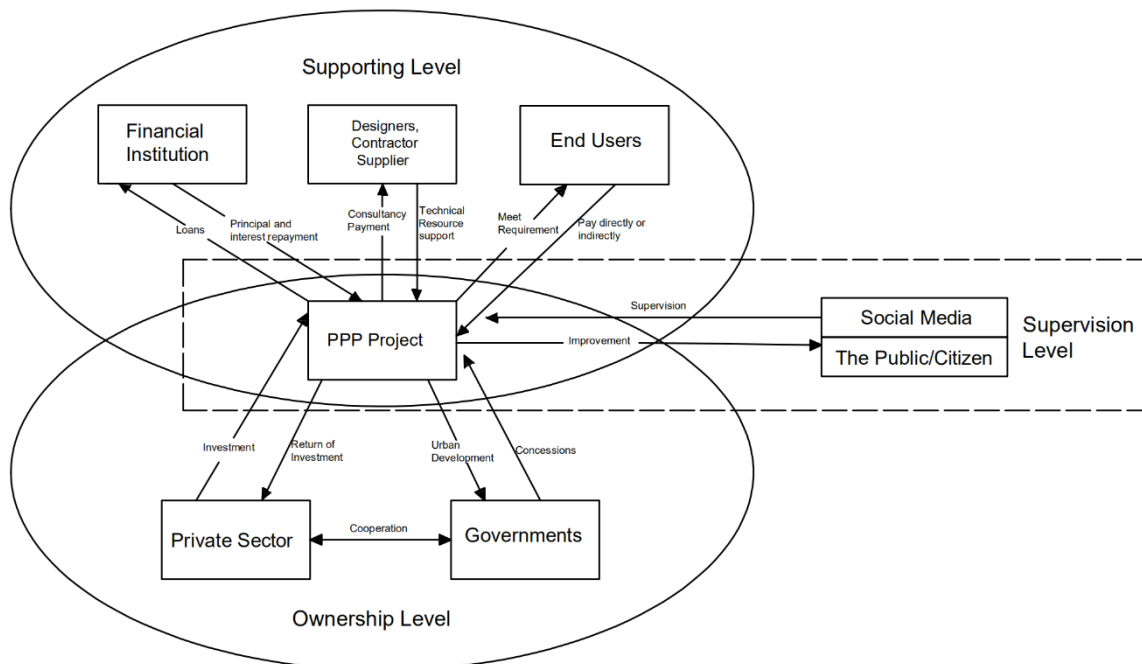 Supporting Level
Financial
Institution
Designers,
Contractor
Supplier
End Users
Loans
Principal and
interest repayment
Consultancy
Payment
Technical
Resource
support
Meet
Requirement
Pay directly or
indirectly
PPP Project
Supervision
Improvement
Social Media
The Public/Citizen
Supervision
Level
Investment
Return of
Investment
Urban
Development
Concessions
Private Sector
Cooperation
Governments
Ownership Level